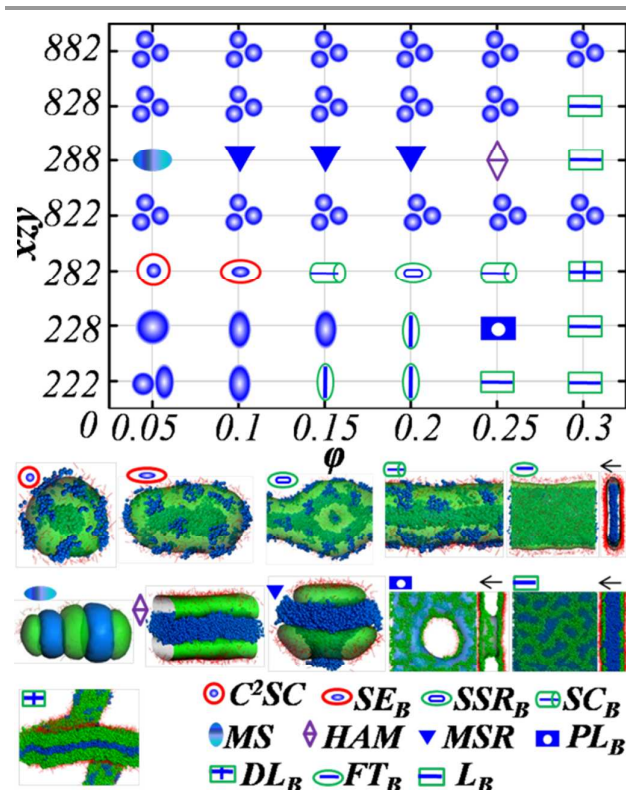 xzy
882
828
288
822
282
228
222
0 0.05 0.1 0.15 0.2 0.25 0.3
φ
C²SC SE_B SSR_B SC_B
MS HAM MSR PL_B
DL_B FT_B L_B